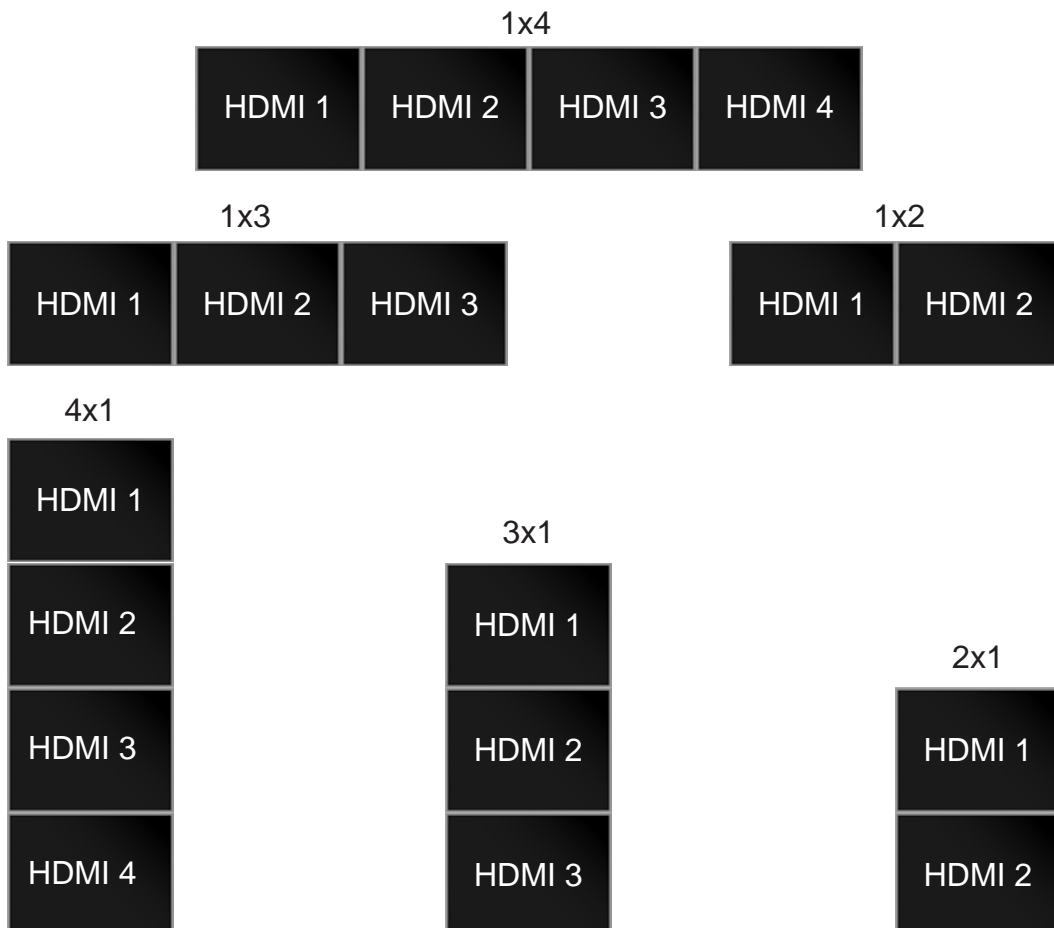 1x4
HDMI 1 HDMI 2 HDMI 3 HDMI 4
1x3
HDMI 1 HDMI 2 HDMI 3
1x2
HDMI 1 HDMI 2
4x1
HDMI 1
HDMI 2
HDMI 3
HDMI 4
3x1
HDMI 1
HDMI 2
HDMI 3
2x1
HDMI 1
HDMI 2